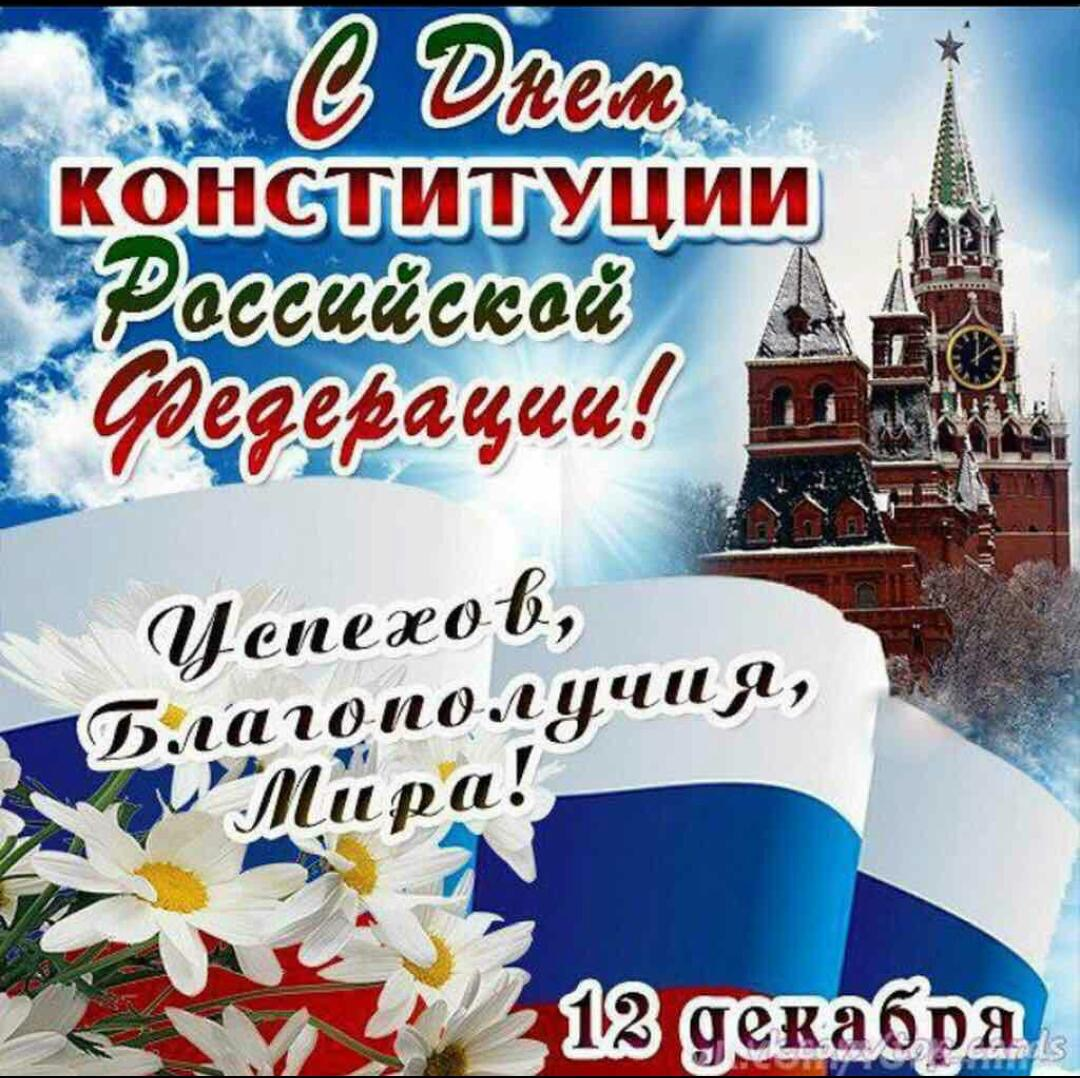 С Днем
КОНСТИТУЦИИ
Российской
Федерации!
Успехов,
Благополучия,
Мира!
12 декабря